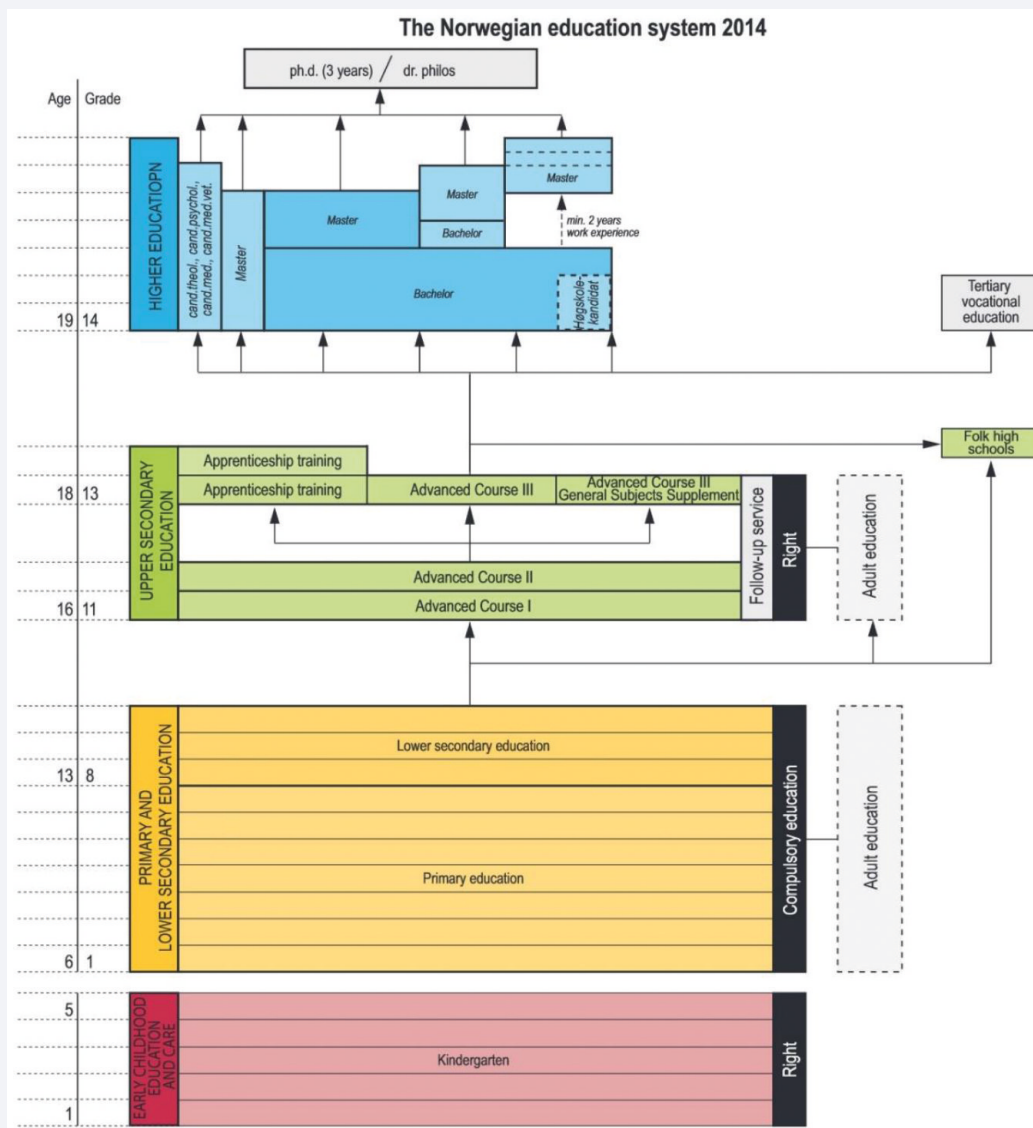 The Norwegian education system 2014
ph.d. (3 years) / dr. philos
Age Grade
HIGHER EDUCATIOPN
cand.theol., cand.psychol.,
cand.med., cand.med.vet.
Master
Master
Master
Bachelor
Master
min. 2 years
work experience
Bachelor
Høgskole-
kandidat
19 14
Tertiary
vocational
education
Folk high
schools
UPPER SECONDARY
EDUCATION
Apprenticeship training
18 13
Apprenticeship training
Advanced Course III
Advanced Course III
General Subjects Supplement
Follow-up service
Right
Adult education
Advanced Course II
16 11
Advanced Course I
PRIMARY AND
LOWER SECONDARY EDUCATION
Lower secondary education
13 8
Primary education
Compulsory education
Adult education
6 1
EARLY CHILDHOOD
EDUCATION
AND CARE
5
Kindergarten
Right
1